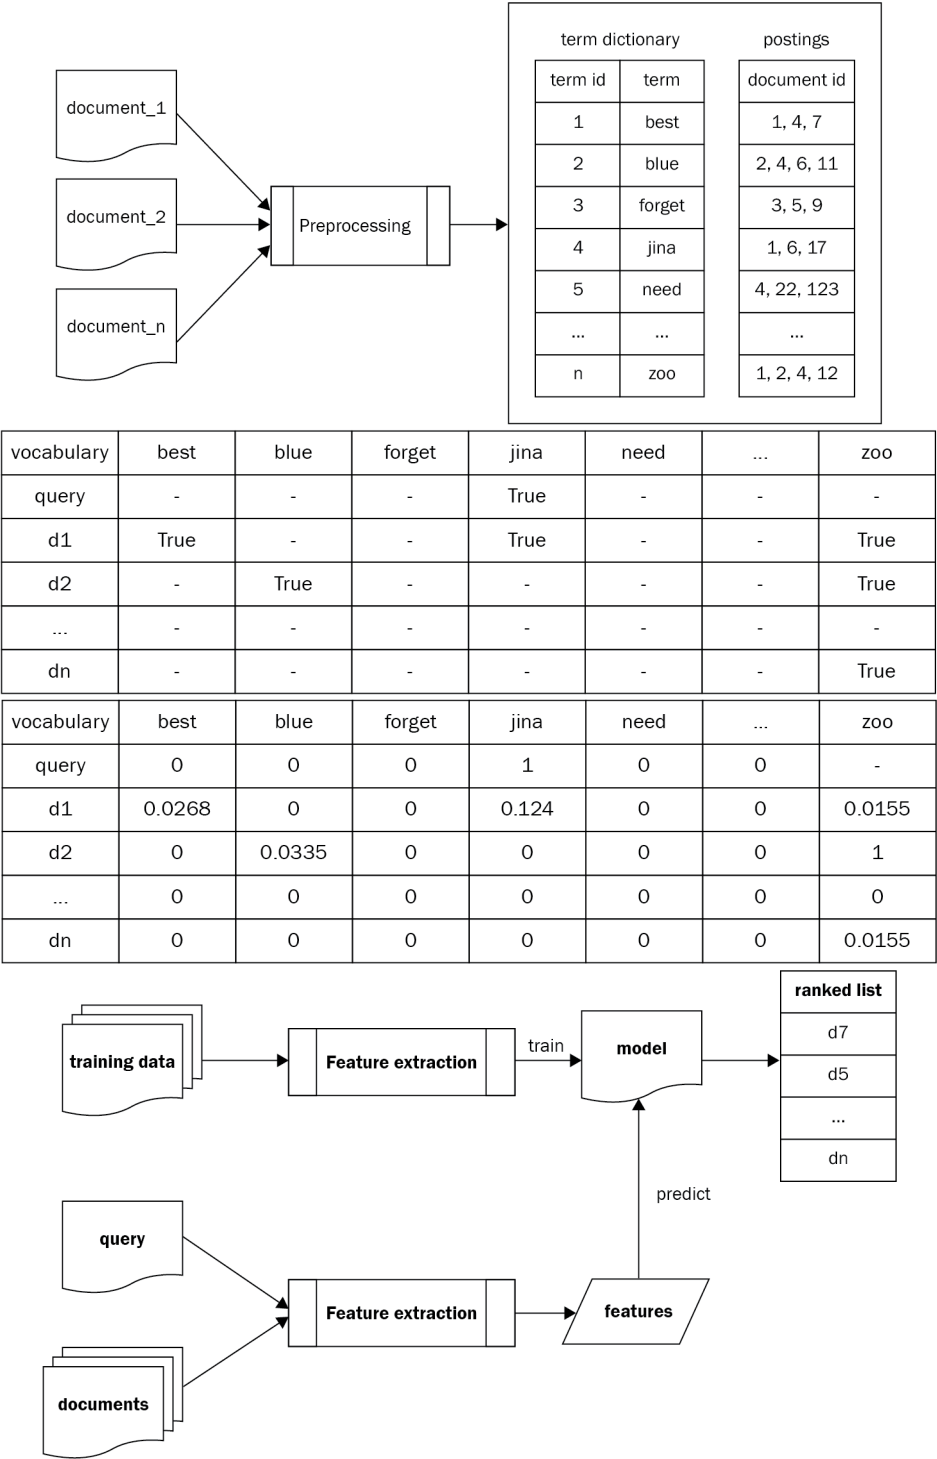 term dictionary postings
term id term document id
document_1
1 best 1, 4, 7
2 blue 2, 4, 6, 11
document_2
3 forget 3, 5, 9
Preprocessing
4 jina 1, 6, 17
5 need 4, 22, 123
document_n
... ... ...
n zoo 1, 2, 4, 12
vocabulary best blue forget jina need ... zoo
query - - - True - - -
d1 True - - True - - True
d2 - True - - - - True
... - - - - - - -
dn - - - - - - True
vocabulary best blue forget jina need ... zoo
query 0 0 0 1 0 0 -
d1 0.0268 0 0 0.124 0 0 0.0155
d2 0 0.0335 0 0 0 0 1
... 0 0 0 0 0 0 0
dn 0 0 0 0 0 0 0.0155
ranked list
d7
d5
...
dn
training data
Feature extraction
train
model
predict
query
Feature extraction
features
documents